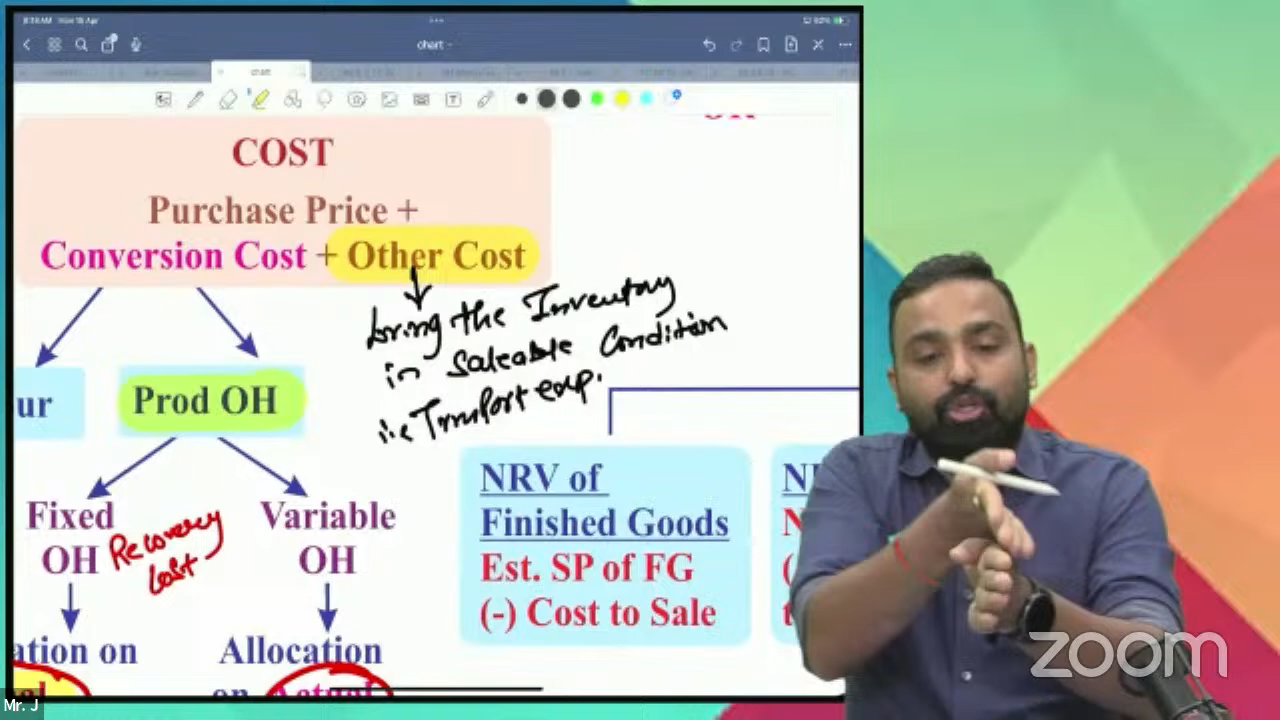 chart
COST
Purchase Price +
Conversion Cost + Other Cost
bring the Inventory
in Saleable Condition
i.e Transport exp.
ur
Prod OH
Fixed
OH
Recovery
Cost
Variable
OH
NRV of
Finished Goods
Est. SP of FG
(-) Cost to Sale
ation on
Allocation
on Actual
zoom
Mr. J